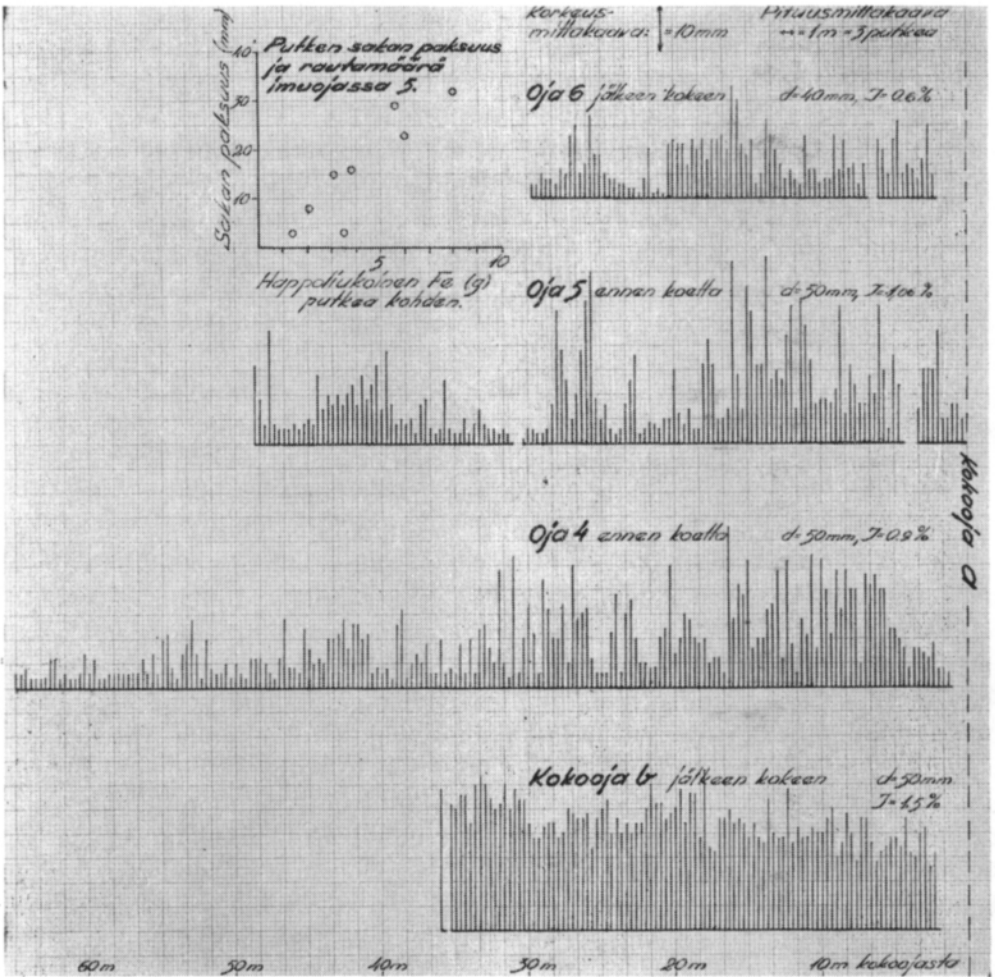 Putken sakan paksuus
ja rautamäärä
imuojassa 5.
Sakan paksuus (mm)
40
30
20
10
5
10
Happoliukoinen Fe (g)
putkea kohden.
Korkeus-
mittakaava: =10mm
Pituusmittakaava
=1m=3putkea
Oja 6 jälkeen kokeen d=40mm, I=0.6%
Oja 5 ennen koetta d=50mm, I=1,06%
Oja 4 ennen koetta d=50mm, I=0.9%
Kokooja a
Kokooja b jälkeen kokeen d=50mm
I=1.5%
60m 50m 40m 30m 20m 10m kokoojasta